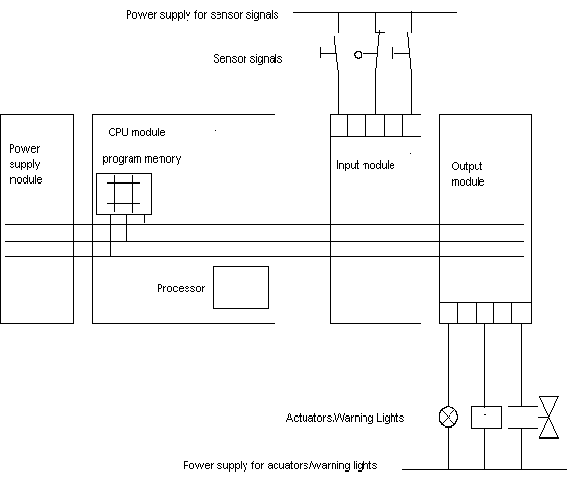 Power supply for sensor signals
Sensor signals
Power
supply
module
CPU module
program memory
Input module
Output
module
Processor
Actuators/Warning Lights
Power supply for acuators/warning lights